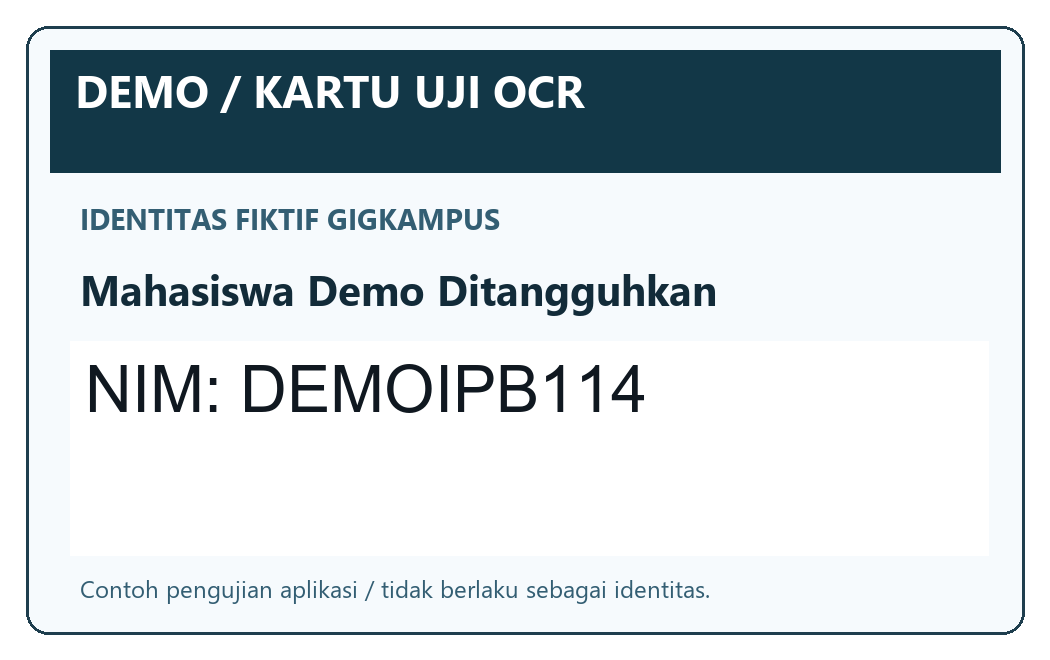 DEMO / KARTU UJI OCR
IDENTITAS FIKTIF GIGKAMPUS
Mahasiswa Demo Ditangguhkan
NIM: DEMOIPB114
Contoh pengujian aplikasi / tidak berlaku sebagai identitas.